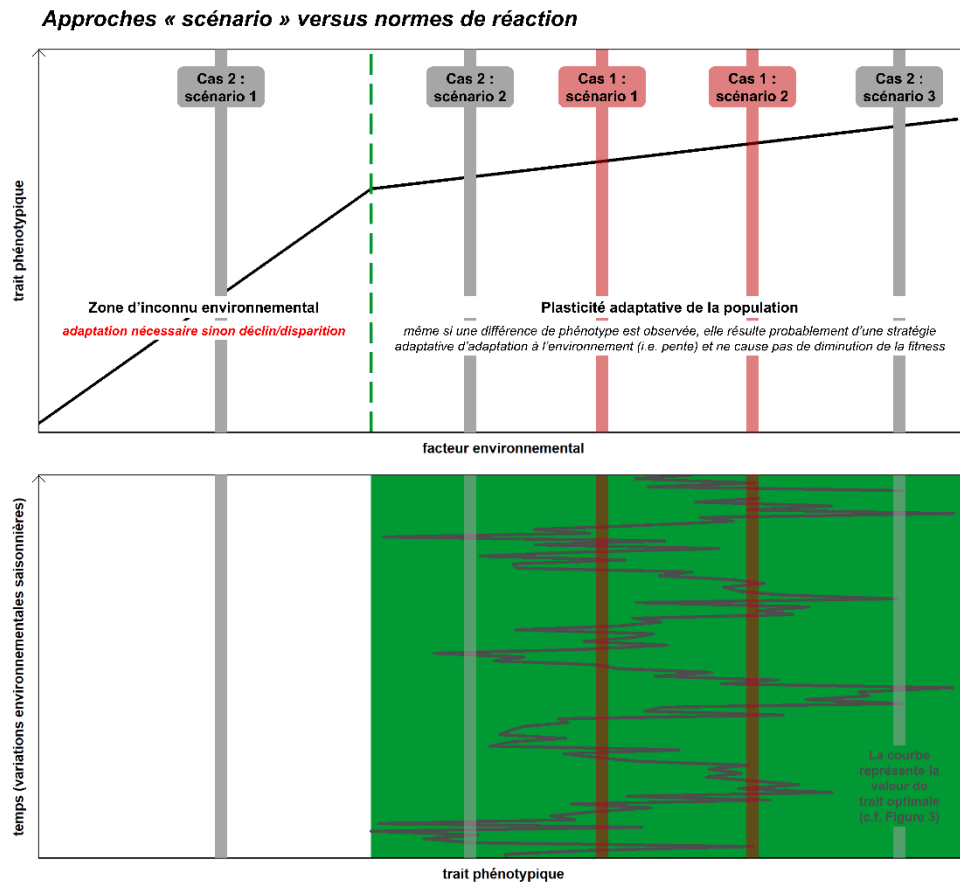 Approches « scénario » versus normes de réaction
Cas 2 :
scénario 1
Cas 2 :
scénario 2
Cas 1 :
scénario 1
Cas 1 :
scénario 2
Cas 2 :
scénario 3
trait phénotypique
Zone d'inconnu environnemental
adaptation nécessaire sinon déclin/disparition
Plasticité adaptative de la population
même si une différence de phénotype est observée, elle résulte probablement d'une stratégie
adaptative d'adaptation à l'environnement (i.e. pente) et ne cause pas de diminution de la fitness
facteur environnemental
temps (variations environnementales saisonnières)
La courbe
représente la
valeur de
trait optimale
(c.f. Figure 3)
trait phénotypique